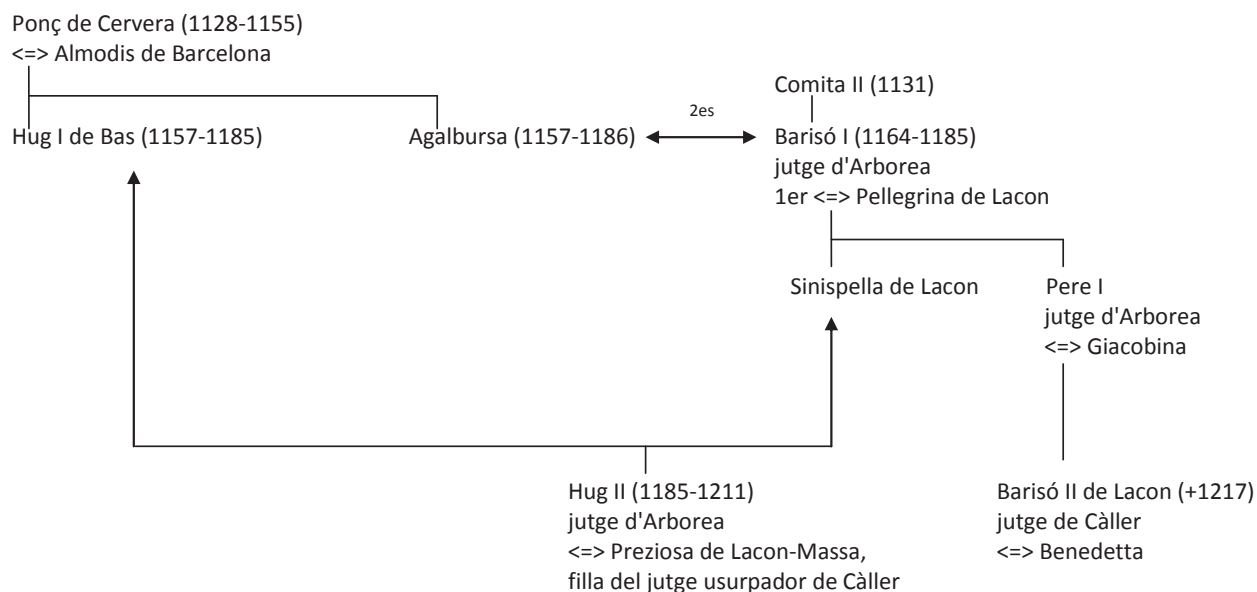 Ponç de Cervera (1128-1155)
<=> Almodis de Barcelona
Comita II (1131)
Hug I de Bas (1157-1185)
Agalbursa (1157-1186)
2es
Barisó I (1164-1185)
jutge d'Arborea
1er <=> Pellegrina de Lacon
Sinispella de Lacon
Pere I
jutge d'Arborea
<=> Giacobina
Hug II (1185-1211)
jutge d'Arborea
<=> Preziosa de Lacon-Massa,
filla del jutge usurpador de Càller
Barisó II de Lacon (+1217)
jutge de Càller
<=> Benedetta